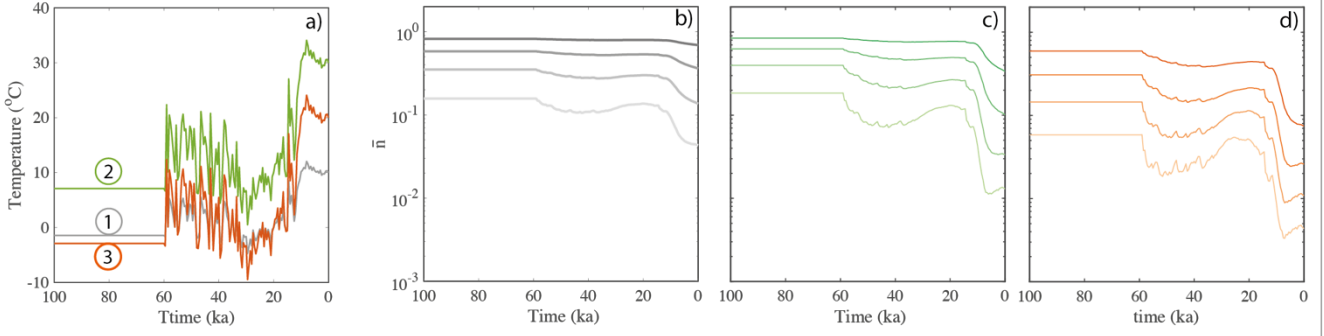 a)
Temperature (°C)
40
30
20
10
0
-10
2
1
3
100 80 60 40 20 0
Ttime (ka)
b)
n̄
10⁰
10⁻¹
10⁻²
10⁻³
100 80 60 40 20 0
Time (ka)
c)
100 80 60 40 20 0
Time (ka)
d)
100 80 60 40 20 0
time (ka)